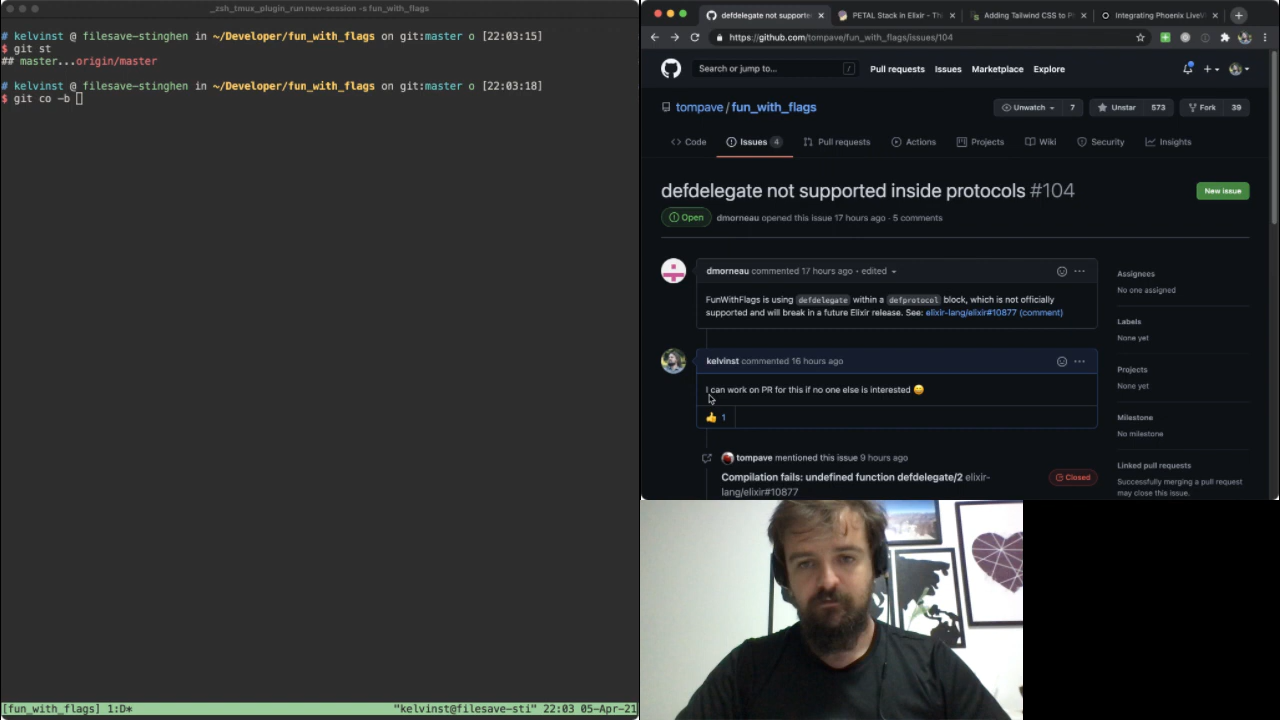 _zsh_tmux_plugin_run new-session -s fun_with_flags
# kelvinst @ filesave-stinghen in ~/Developer/fun_with_flags on git:master o [22:03:15]
$ git st
## master...origin/master
# kelvinst @ filesave-stinghen in ~/Developer/fun_with_flags on git:master o [22:03:18]
$ git co -b
[fun_with_flags] 1:D* "kelvinst@filesave-sti" 22:03 05-Apr-21
defdelegate not supporte
PETAL Stack in Elixir - Th
Adding Tailwind CSS to P
Integrating Phoenix LiveV
https://github.com/tompave/fun_with_flags/issues/104
Search or jump to... /
Pull requests Issues Marketplace Explore
tompave / fun_with_flags
Unwatch 7 Unstar 573 Fork 39
Code Issues 4 Pull requests Actions Projects Wiki Security Insights
defdelegate not supported inside protocols #104
New issue
Open dmorneau opened this issue 17 hours ago · 5 comments
dmorneau commented 17 hours ago • edited
FunWithFlags is using defdelegate within a defprotocol block, which is not officially
supported and will break in a future Elixir release. See: elixir-lang/elixir#10877 (comment)
kelvinst commented 16 hours ago
I can work on PR for this if no one else is interested 😄
👍 1
tompave mentioned this issue 9 hours ago
Compilation fails: undefined function defdelegate/2 elixir-
lang/elixir#10877
Closed
Assignees
No one assigned
Labels
None yet
Projects
None yet
Milestone
No milestone
Linked pull requests
Successfully merging a pull request
may close this issue.